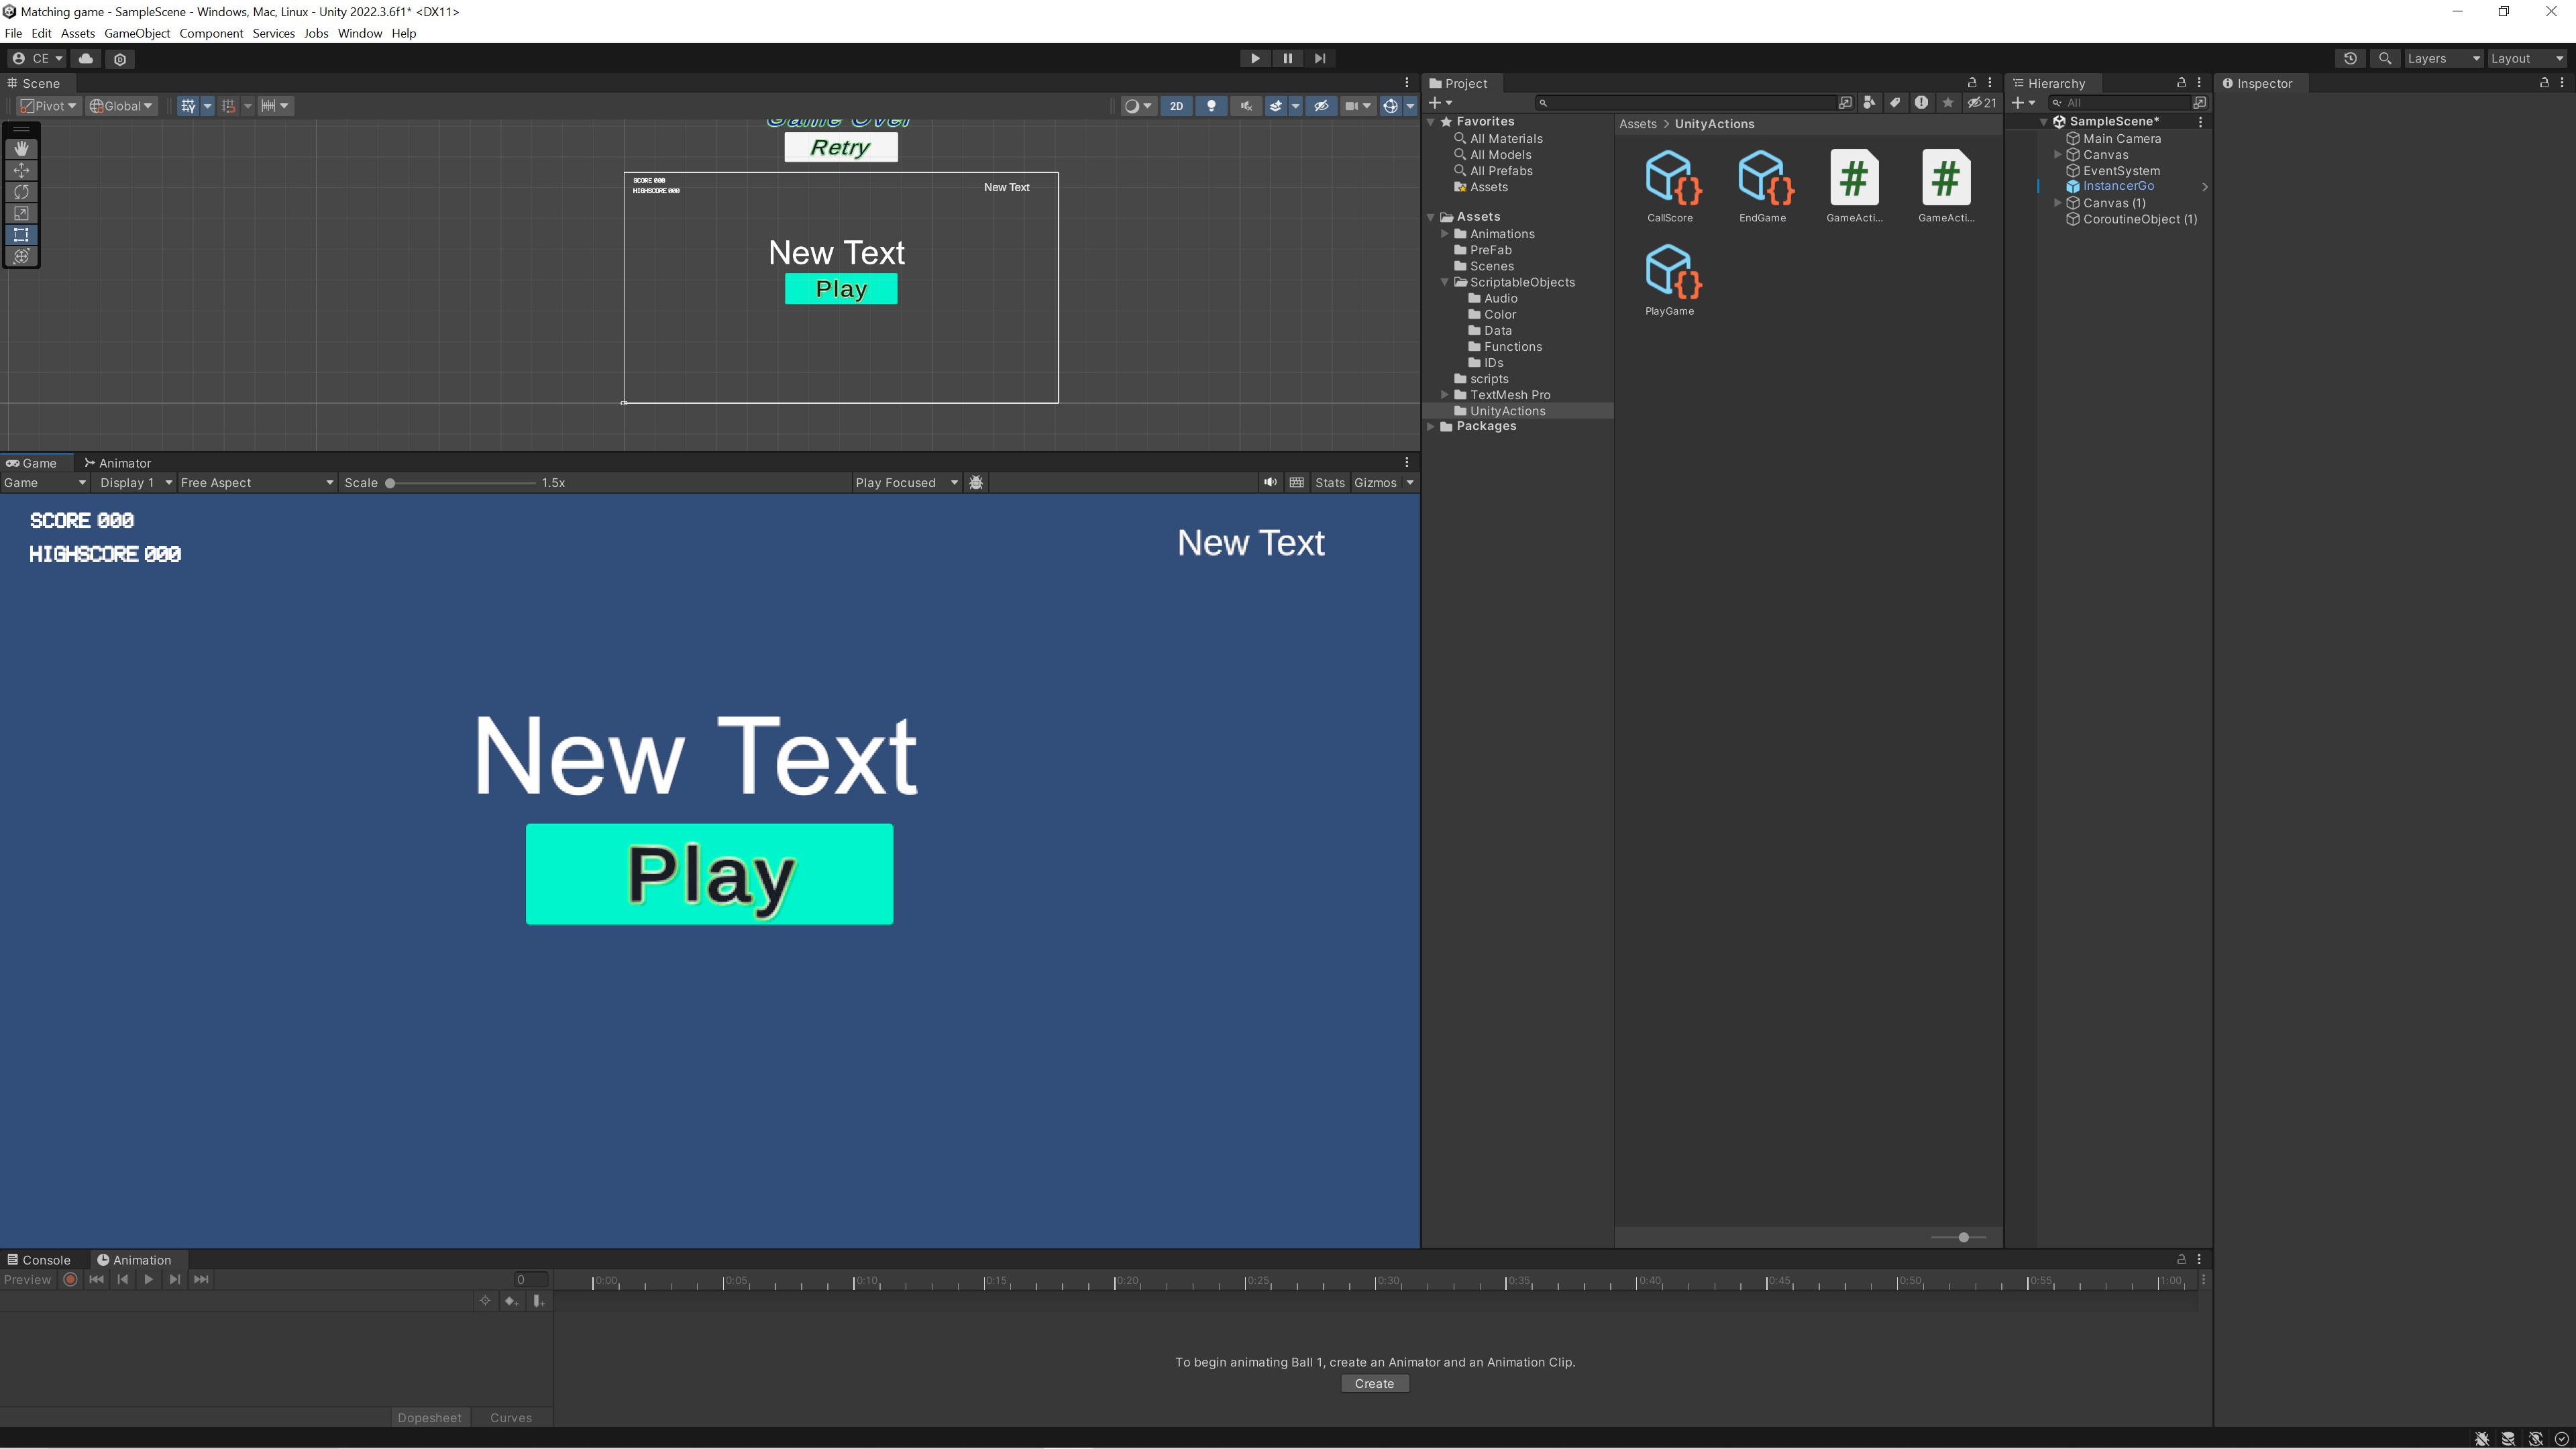 Matching game - SampleScene - Windows, Mac, Linux - Unity 2022.3.6f1* <DX11>
File Edit Assets GameObject Component Services Jobs Window Help
CE
Layers Layout
Scene
Pivot Global
2D
Game Over
Retry
SCORE 000
HIGHSCORE 000
New Text
New Text
Play
Game Animator
Game Display 1 Free Aspect Scale 1.5x Play Focused Stats Gizmos
SCORE 000
HIGHSCORE 000
New Text
New Text
Play
Project
21
Favorites
All Materials
All Models
All Prefabs
Assets
Assets
Animations
PreFab
Scenes
ScriptableObjects
Audio
Color
Data
Functions
IDs
scripts
TextMesh Pro
UnityActions
Packages
Assets > UnityActions
CallScore EndGame GameActi... GameActi...
PlayGame
Hierarchy
All
SampleScene*
Main Camera
Canvas
EventSystem
InstancerGo
Canvas (1)
CoroutineObject (1)
Inspector
Console Animation
Preview 0
0:00 0:05 0:10 0:15 0:20 0:25 0:30 0:35 0:40 0:45 0:50 0:55 1:00
To begin animating Ball 1, create an Animator and an Animation Clip.
Create
Dopesheet Curves